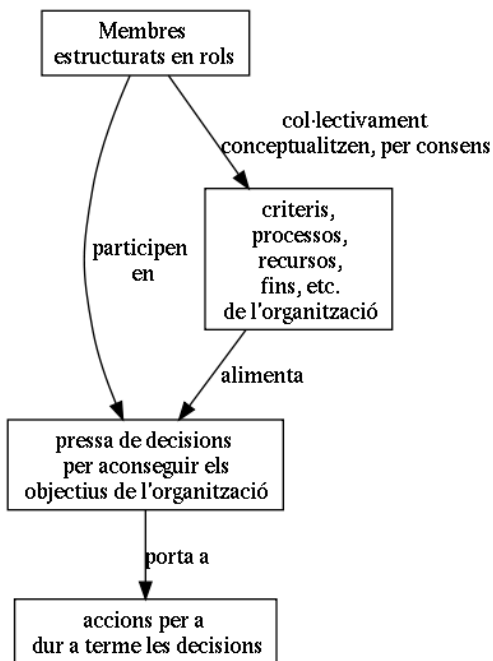 Membres
estructurats en rols
col·lectivament
conceptualitzen, per consens
criteris,
processos,
recursos,
fins, etc.
de l'organització
participen
en
alimenta
pressa de decisions
per aconseguir els
objectius de l'organització
porta a
accions per a
dur a terme les decisions